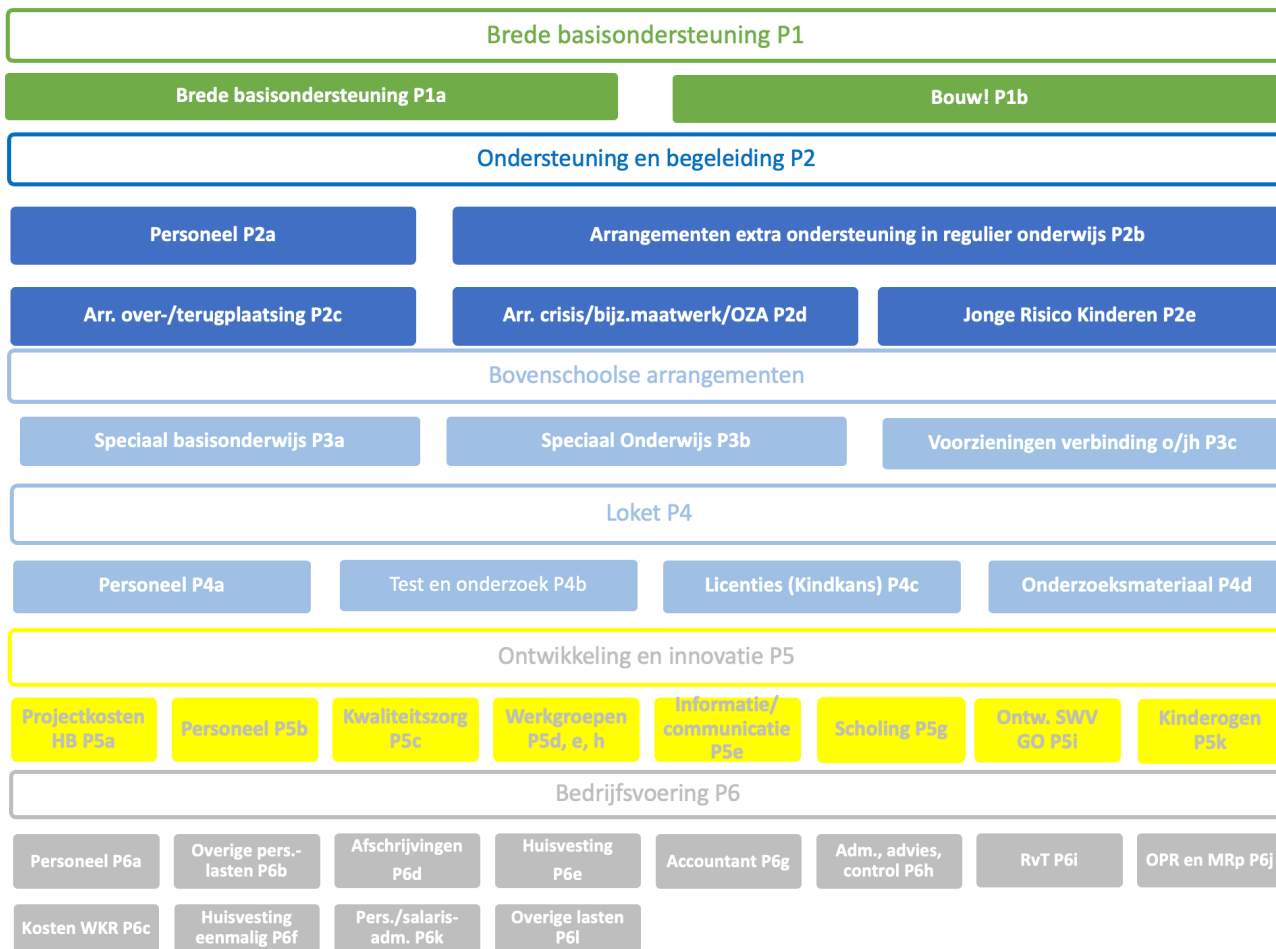 Brede basisondersteuning P1
Brede basisondersteuning P1a
Bouw! P1b
Ondersteuning en begeleiding P2
Personeel P2a
Arrangementen extra ondersteuning in regulier onderwijs P2b
Arr. over-/terugplaatsing P2c
Arr. crisis/bijz.maatwerk/OZA P2d
Jonge Risico Kinderen P2e
Bovenschoolse arrangementen
Speciaal basisonderwijs P3a
Speciaal Onderwijs P3b
Voorzieningen verbinding o/jh P3c
Loket P4
Personeel P4a
Test en onderzoek P4b
Licenties (Kindkans) P4c
Onderzoeksmateriaal P4d
Ontwikkeling en innovatie P5
Projectkosten
HB P5a
Personeel P5b
Kwaliteitszorg
P5c
Werkgroepen
P5d, e, h
Informatie/
communicatie
P5e
Scholing P5g
Ontw. SWV
GO P5i
Kinderogen
P5k
Bedrijfsvoering P6
Personeel P6a
Overige pers.-
lasten P6b
Afschrijvingen
P6d
Huisvesting
P6e
Accountant P6g
Adm., advies,
control P6h
RvT P6i
OPR en MRp P6j
Kosten WKR P6c
Huisvesting
eenmalig P6f
Pers./salaris-
adm. P6k
Overige lasten
P6l